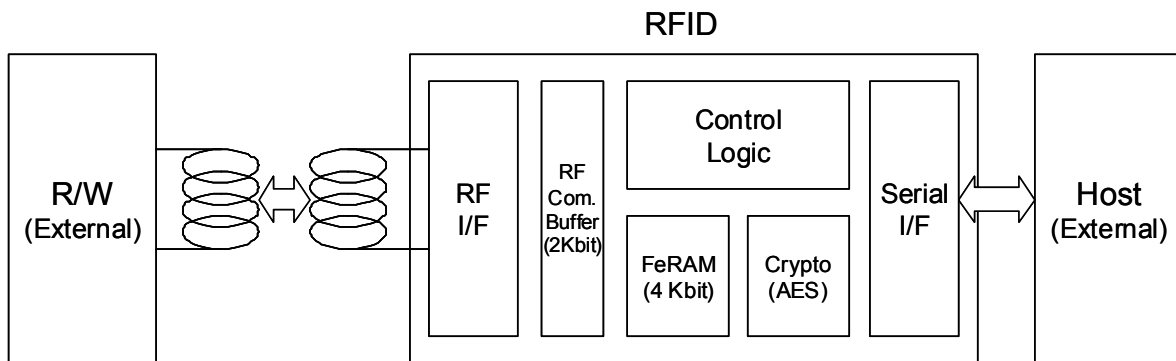 RFID
R/W
(External)
RF
I/F
RF
Com.
Buffer
(2Kbit)
Control
Logic
FeRAM
(4 Kbit)
Crypto
(AES)
Serial
I/F
Host
(External)